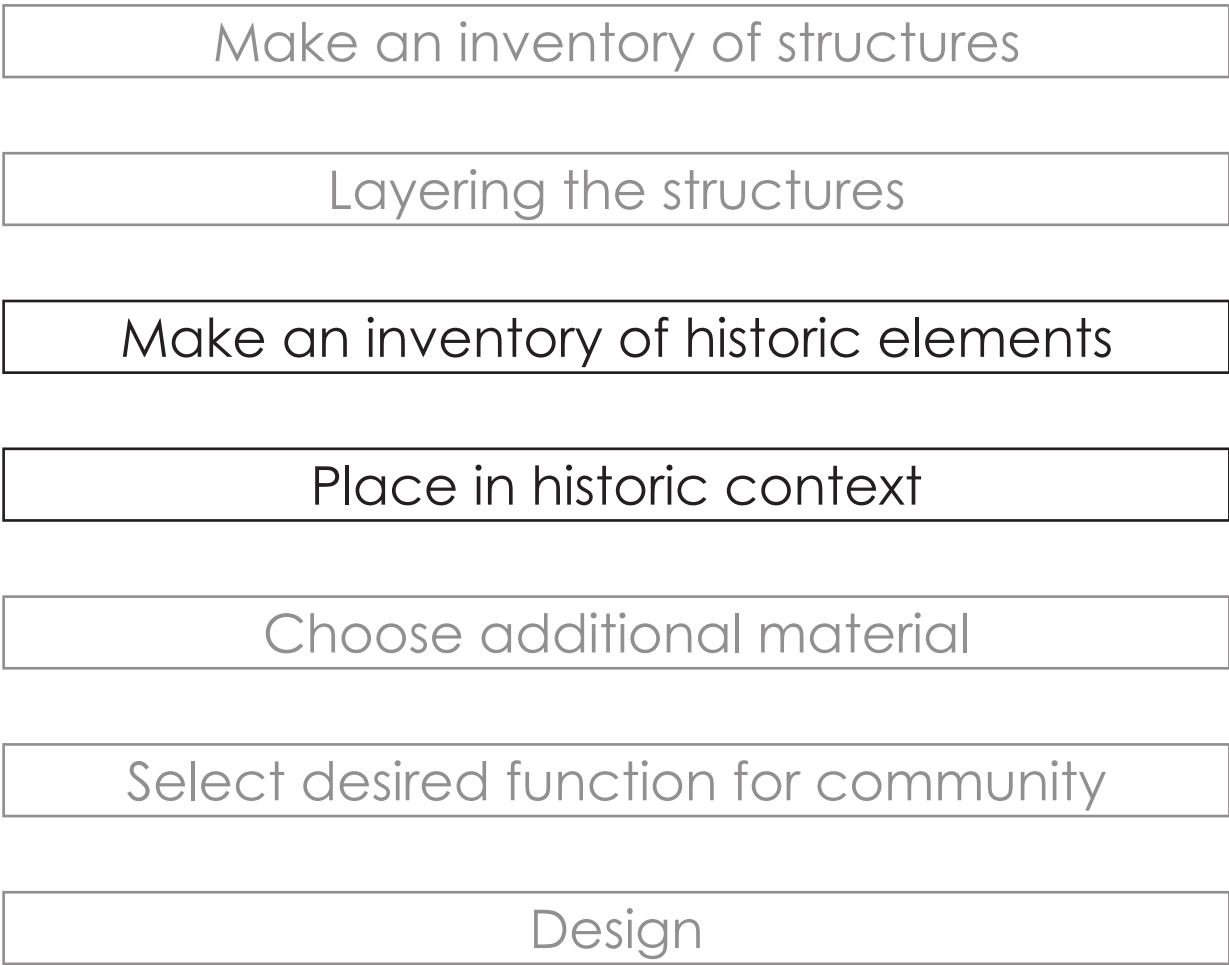 Make an inventory of structures
Layering the structures
Make an inventory of historic elements
Place in historic context
Choose additional material
Select desired function for community
Design